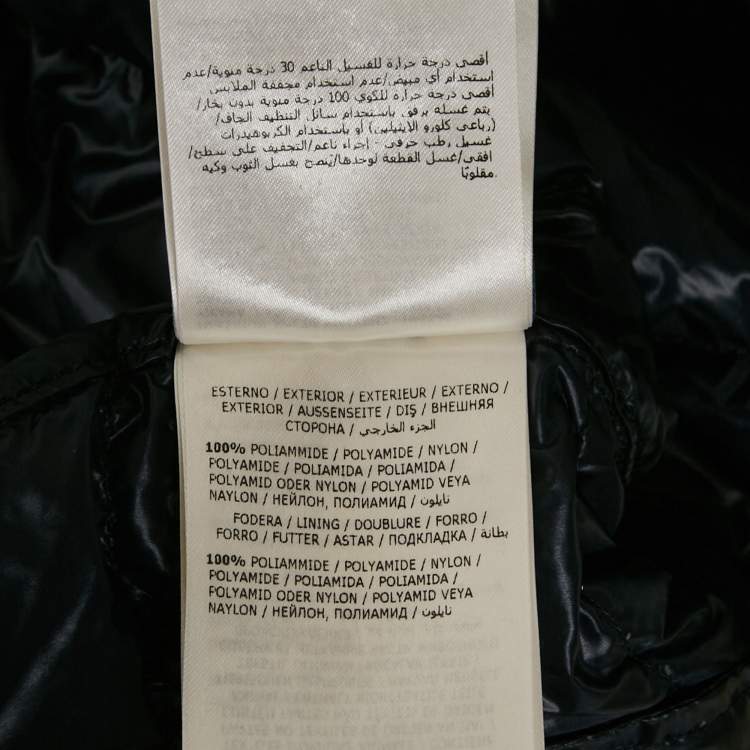 أقصى درجة حرارة للغسيل الناعم 30 درجة مئوية/عدم
استخدام أي مبيض/عدم استخدام مجففة الملابس
أقصى درجة حرارة للكوي 100 درجة مئوية بدون بخار/
يتم غسله برفق باستخدام سائل التنظيف الجاف/
(رباعي كلورو الايثيلين) أو باستخدام الكربوهيدرات
غسيل رطب حرفي - إجراء ناعم/التجفيف على سطح/
افقي/غسل القطعة لوحدها/يُنصح بغسل الثوب وكيه
مقلوبًا.
ESTERNO / EXTERIOR / EXTERIEUR / EXTERNO /
EXTERIOR / AUSSENSEITE / DIŞ / ВНЕШНЯЯ
СТОРОНА / الجزء الخارجي
100% POLIAMMIDE / POLYAMIDE / NYLON /
POLYAMIDE / POLIAMIDA / POLIAMIDA /
POLYAMID ODER NYLON / POLYAMID VEYA
NAYLON / НЕЙЛОН, ПОЛИАМИД / نايلون
FODERA / LINING / DOUBLURE / FORRO /
FORRO / FUTTER / ASTAR / ПОДКЛАДКА / بطانة
100% POLIAMMIDE / POLYAMIDE / NYLON /
POLYAMIDE / POLIAMIDA / POLIAMIDA /
POLYAMID ODER NYLON / POLYAMID VEYA
NAYLON / НЕЙЛОН, ПОЛИАМИД / نايلون